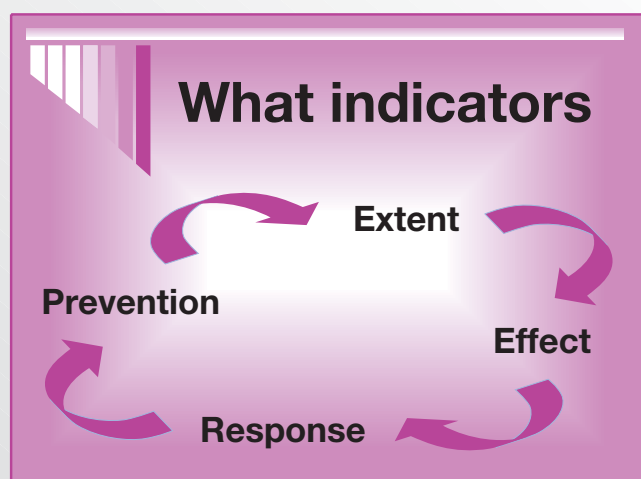 What indicators
Extent
Prevention
Effect
Response